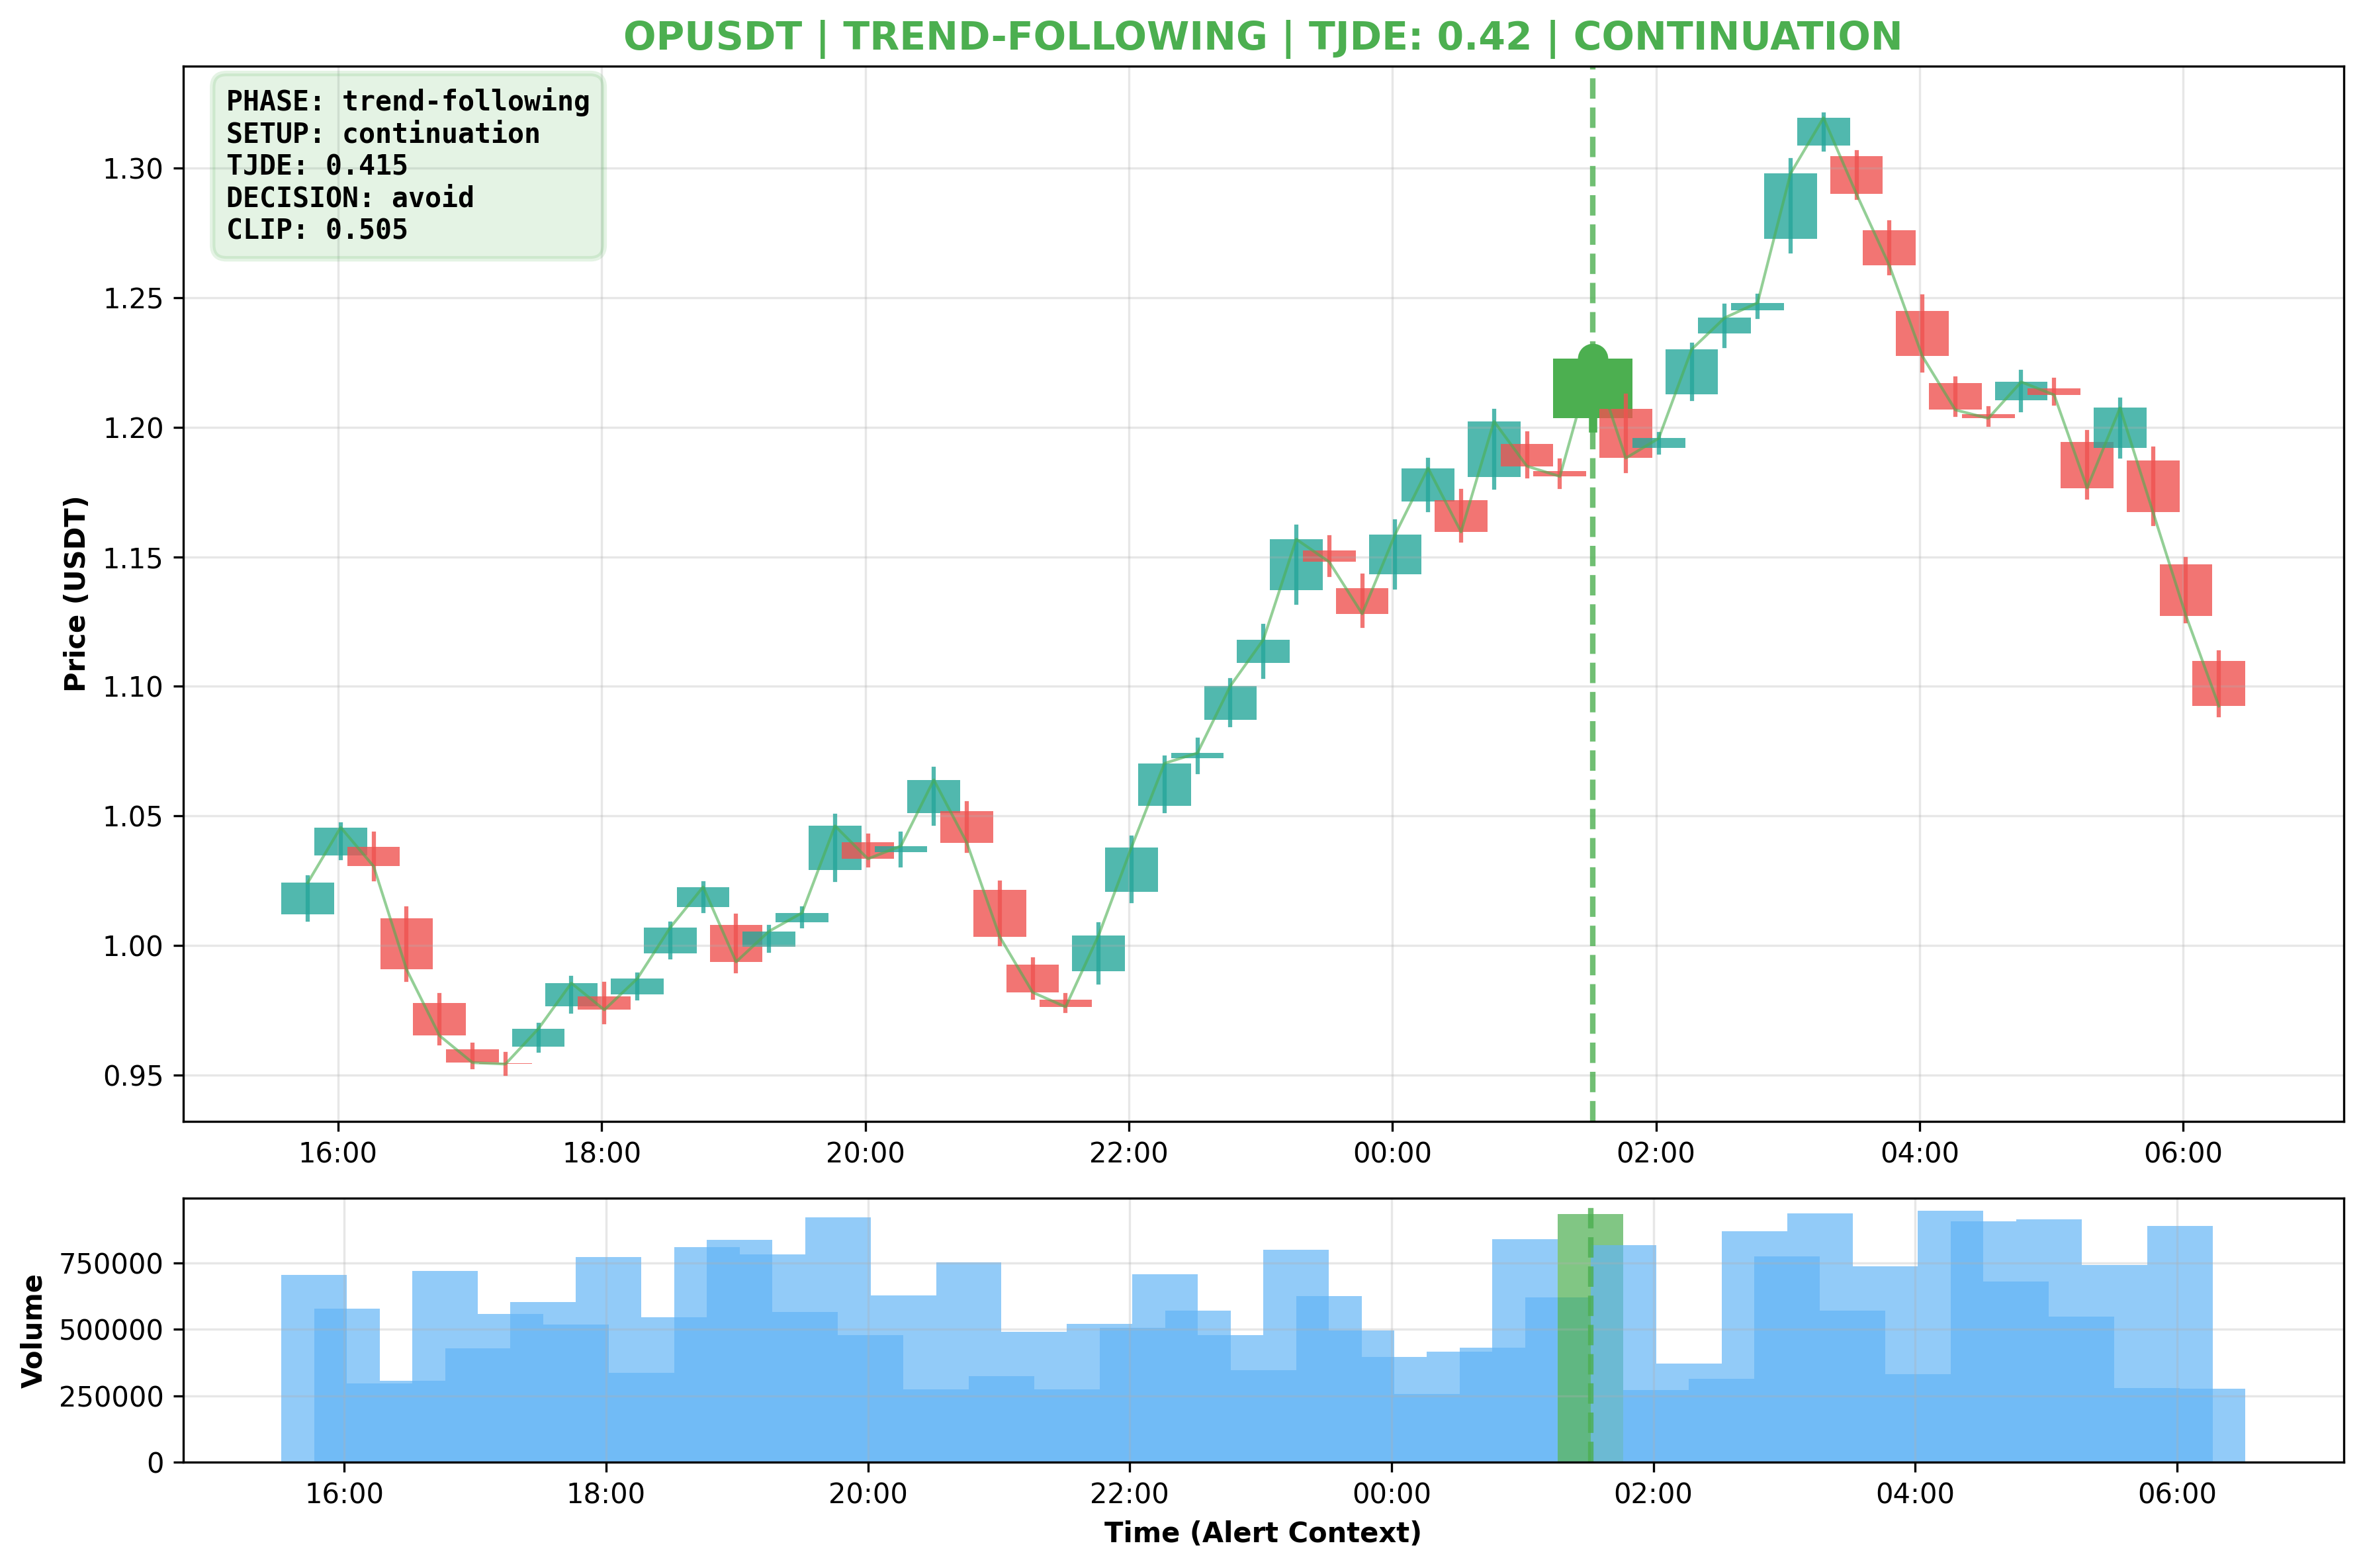 OPUSDT | TREND-FOLLOWING | TJDE: 0.42 | CONTINUATION
PHASE: trend-following
SETUP: continuation
TJDE: 0.415
DECISION: avoid
CLIP: 0.505
Price (USDT)
1.30
1.25
1.20
1.15
1.10
1.05
1.00
0.95
16:00 18:00 20:00 22:00 00:00 02:00 04:00 06:00
Volume
750000
500000
250000
0
16:00 18:00 20:00 22:00 00:00 02:00 04:00 06:00
Time (Alert Context)